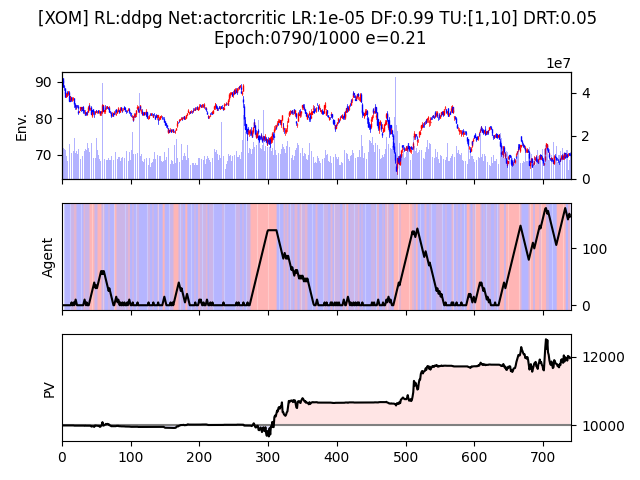 [XOM] RL:ddpg Net:actorcritic LR:1e-05 DF:0.99 TU:[1,10] DRT:0.05
Epoch:0790/1000 e=0.21
1e7
90
80
70
Env.
4
2
0
Agent
100
0
PV
12000
10000
0 100 200 300 400 500 600 700